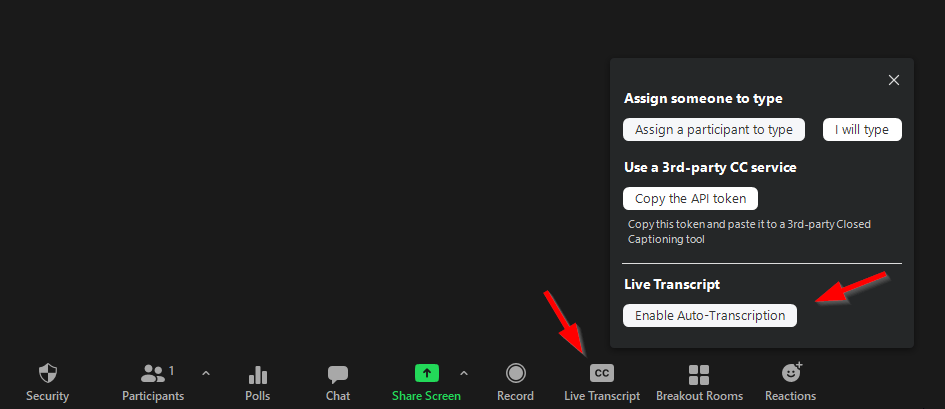 Assign someone to type
Assign a participant to type
I will type
Use a 3rd-party CC service
Copy the API token
Copy this token and paste it to a 3rd-party Closed
Captioning tool
Live Transcript
Enable Auto-Transcription
1
CC
Security
Participants
Polls
Chat
Share Screen
Record
Live Transcript
Breakout Rooms
Reactions